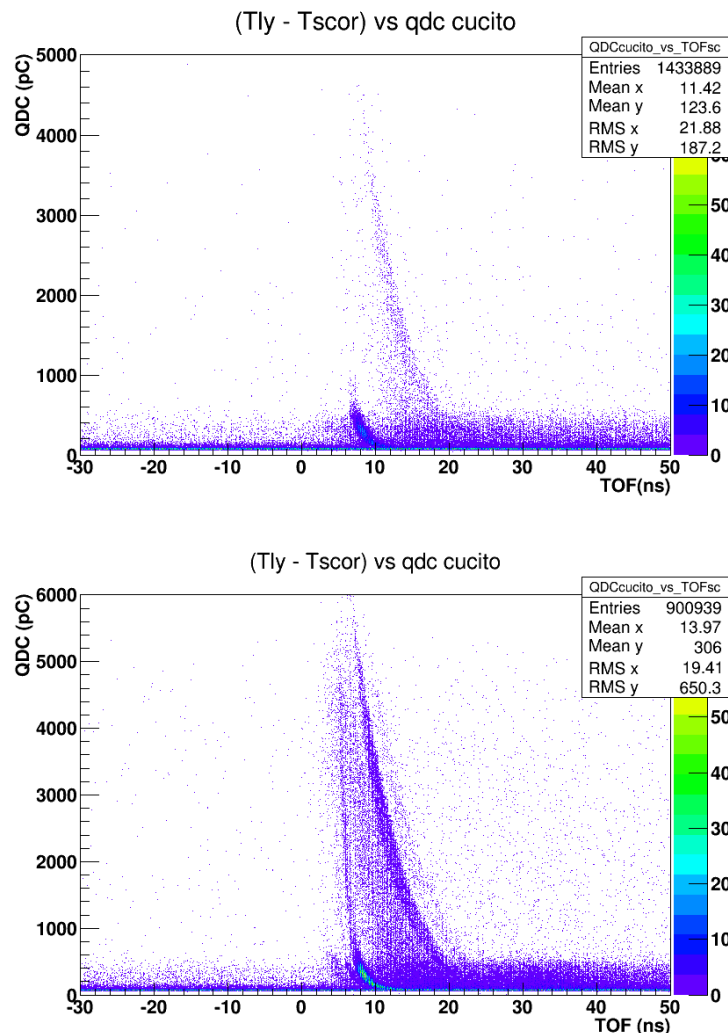 (Tly - Tscor) vs qdc cucito
QDCcucito_vs_TOFsc
Entries 1433889
Mean x 11.42
Mean y 123.6
RMS x 21.88
RMS y 187.2
QDC (pC)
5000
4000
3000
2000
1000
0
50
40
30
20
10
0
-30 -20 -10 0 10 20 30 40 50
TOF(ns)
(Tly - Tscor) vs qdc cucito
QDCcucito_vs_TOFsc
Entries 900939
Mean x 13.97
Mean y 306
RMS x 19.41
RMS y 650.3
QDC (pC)
6000
5000
4000
3000
2000
1000
0
50
40
30
20
10
0
-30 -20 -10 0 10 20 30 40 50
TOF (ns)